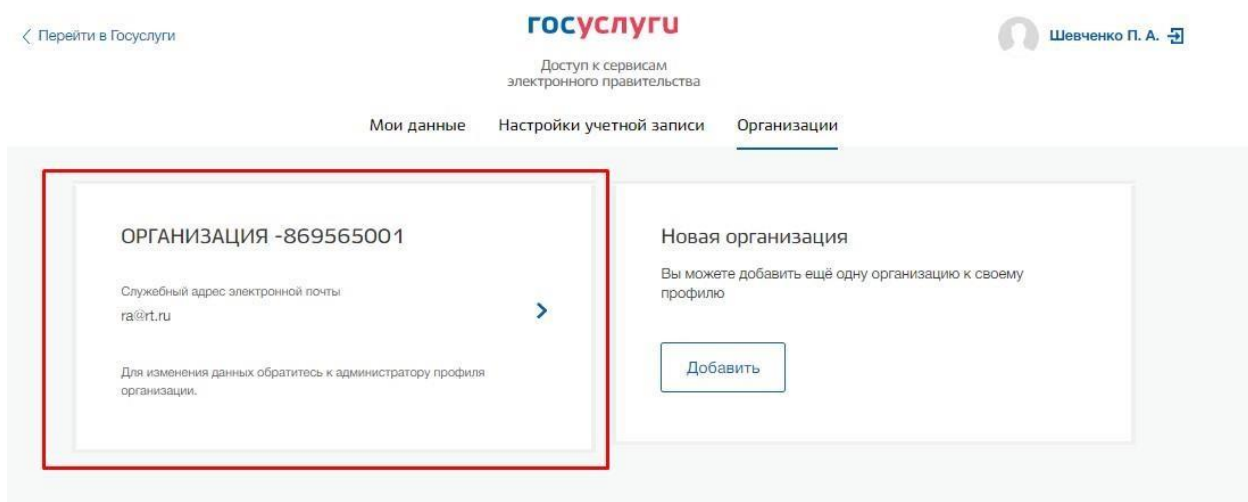 Перейти в Госуслуги
госуслуги
Шевченко П. А.
Доступ к сервисам
электронного правительства
Мои данные
Настройки учетной записи
Организации
ОРГАНИЗАЦИЯ -869565001
Служебный адрес электронной почты
ra@rt.ru
Для изменения данных обратитесь к администратору профиля
организации.
Новая организация
Вы можете добавить ещё одну организацию к своему
профилю
Добавить